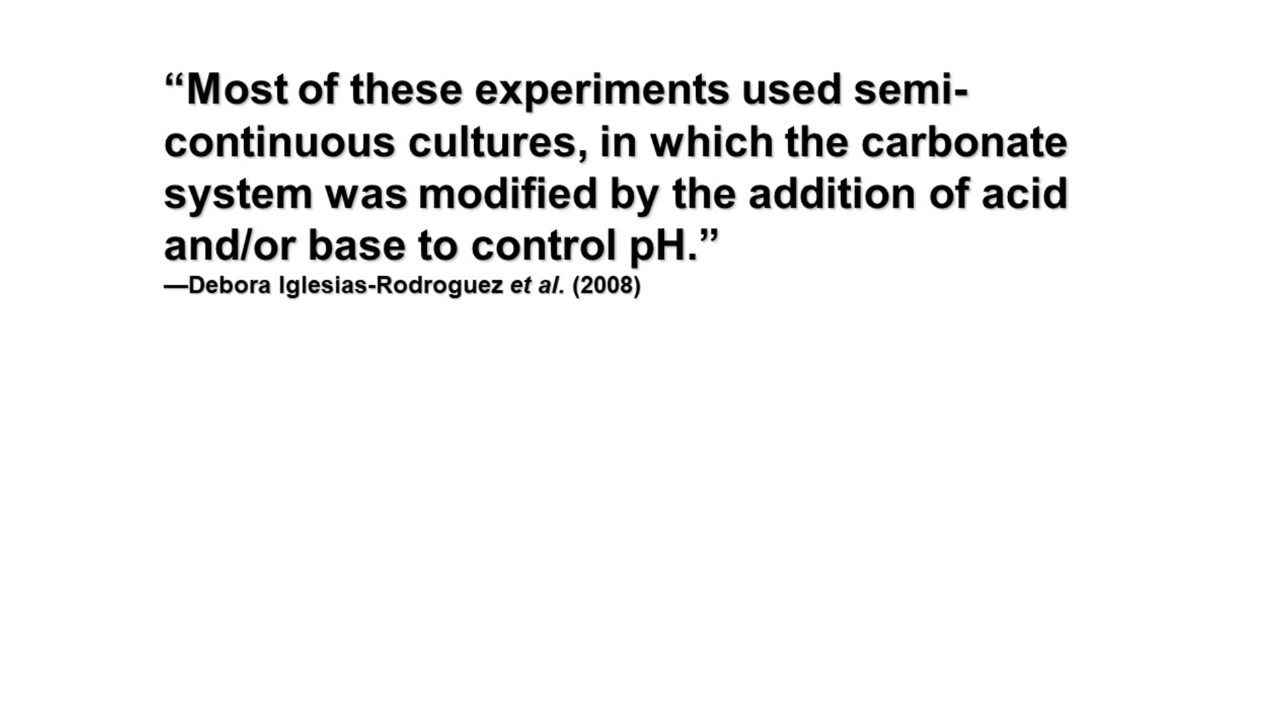 “Most of these experiments used semi-
continuous cultures, in which the carbonate
system was modified by the addition of acid
and/or base to control pH.”
—Debora Iglesias-Rodroguez et al. (2008)